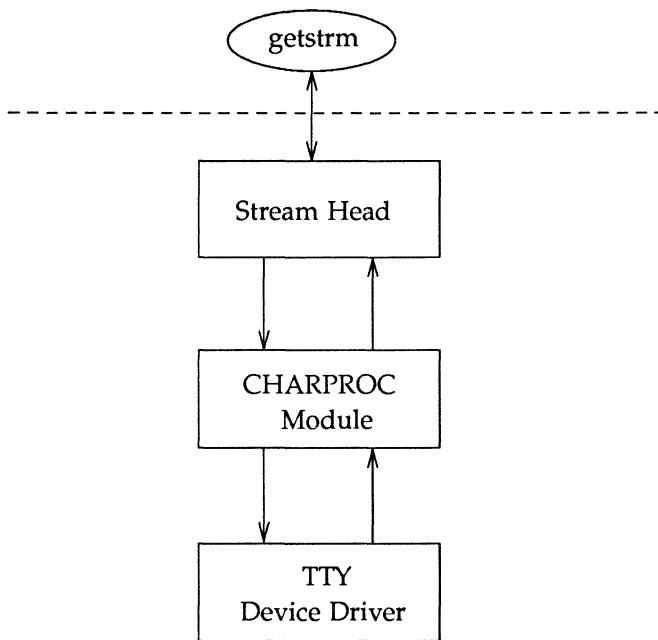 getstrm
Stream Head
CHARPROC
Module
TTY
Device Driver